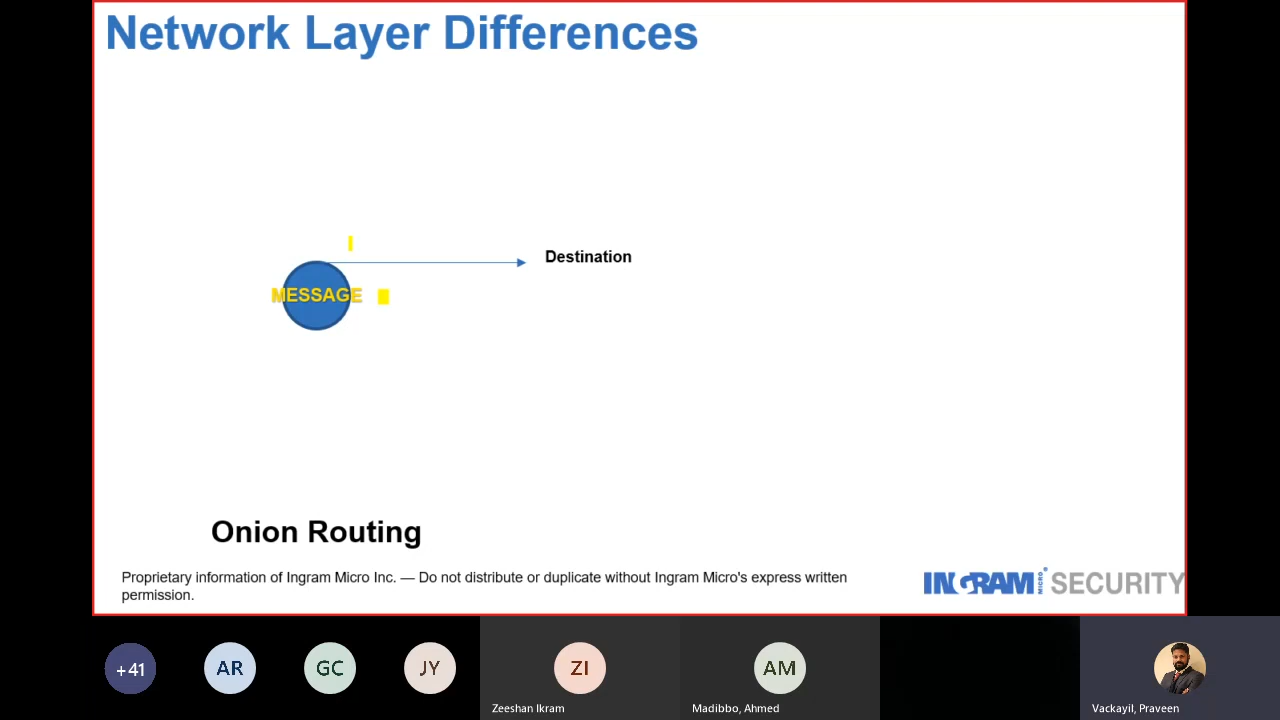 Network Layer Differences
Destination
MESSAGE
Onion Routing
Proprietary information of Ingram Micro Inc. — Do not distribute or duplicate without Ingram Micro's express written
permission.
INGRAM MICRO SECURITY
+41
AR
GC
JY
ZI
AM
Zeeshan Ikram
Madibbo, Ahmed
Vackayil, Praveen